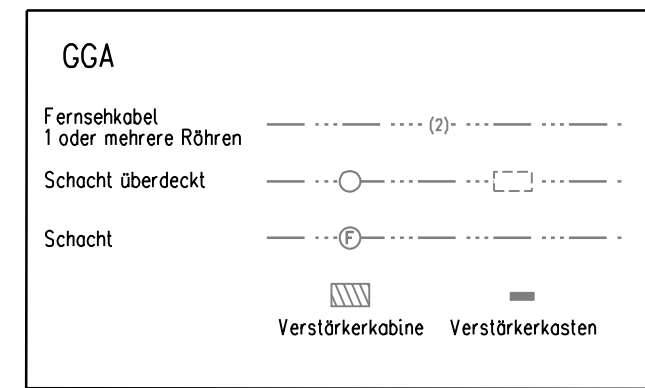 GGA
Fernsehkabel
1 oder mehrere Röhren
(2)
Schacht überdeckt
Schacht
F
Verstärkerkabine
Verstärkerkasten